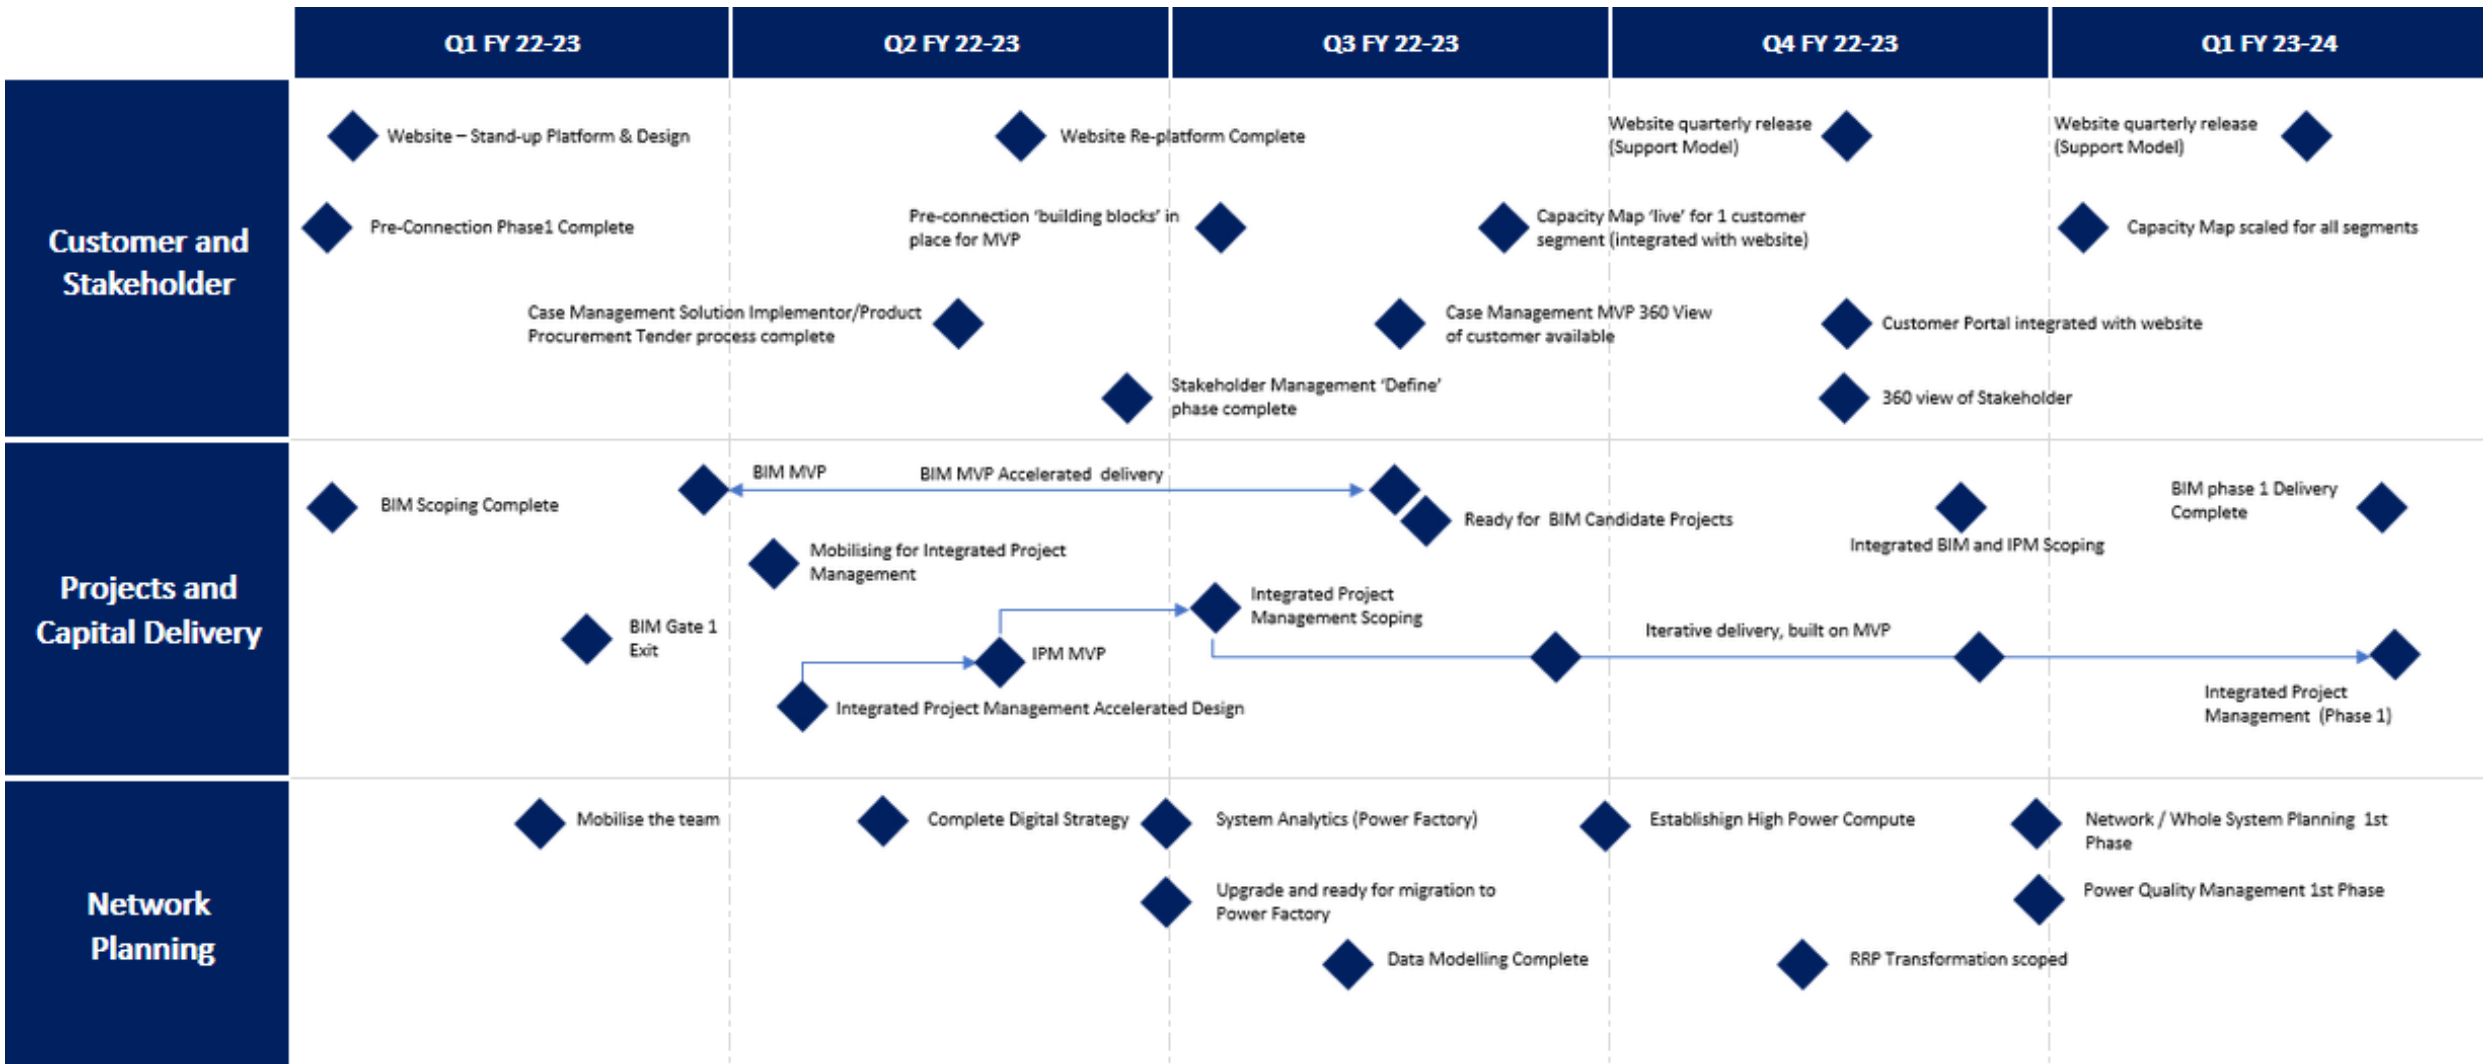 Q1 FY 22-23
Q2 FY 22-23
Q3 FY 22-23
Q4 FY 22-23
Q1 FY 23-24
Customer and
Stakeholder
Website – Stand-up Platform & Design
Website Re-platform Complete
Website quarterly release
(Support Model)
Website quarterly release
(Support Model)
Pre-Connection Phase1 Complete
Pre-connection ‘building blocks’ in
place for MVP
Capacity Map ‘live’ for 1 customer
segment (integrated with website)
Capacity Map scaled for all segments
Case Management Solution Implementor/Product
Procurement Tender process complete
Case Management MVP 360 View
of customer available
Customer Portal integrated with website
Stakeholder Management ‘Define’
phase complete
360 view of Stakeholder
Projects and
Capital Delivery
BIM Scoping Complete
BIM MVP
BIM MVP Accelerated delivery
Ready for BIM Candidate Projects
Integrated BIM and IPM Scoping
BIM phase 1 Delivery
Complete
Mobilising for Integrated Project
Management
BIM Gate 1
Exit
IPM MVP
Integrated Project
Management Scoping
Iterative delivery, built on MVP
Integrated Project Management Accelerated Design
Integrated Project
Management (Phase 1)
Network
Planning
Mobilise the team
Complete Digital Strategy
System Analytics (Power Factory)
Establishign High Power Compute
Network / Whole System Planning 1st
Phase
Upgrade and ready for migration to
Power Factory
Power Quality Management 1st Phase
Data Modelling Complete
RRP Transformation scoped